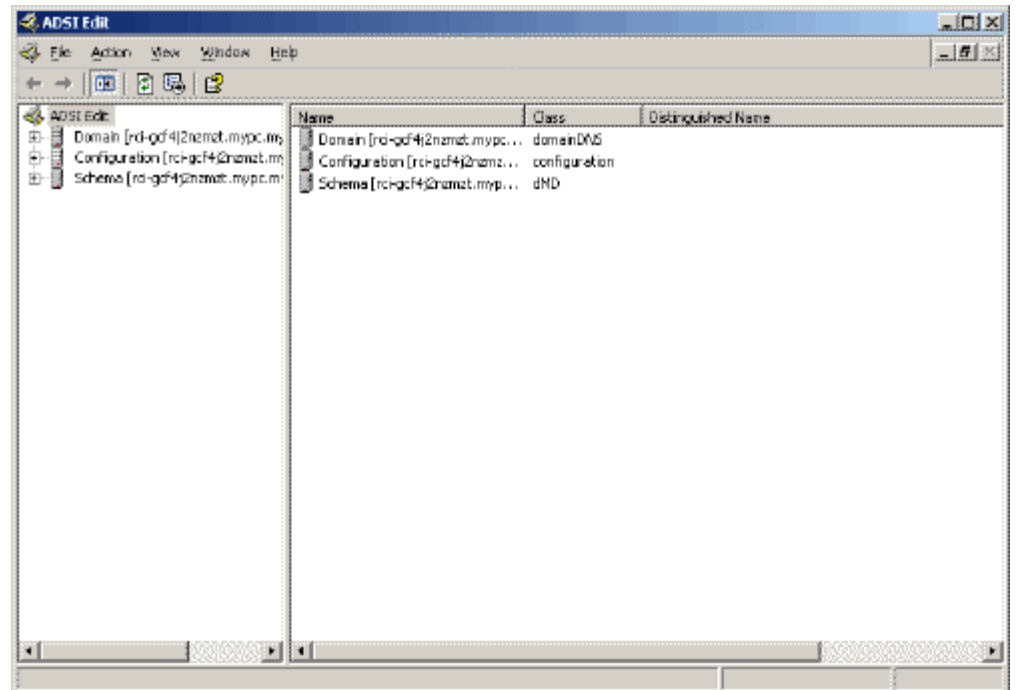 ADSI Edit
File Action View Window Help
ADSI Edit
Domain [rci-gcf4j2nzmzt.mypc.my
Configuration [rci-gcf4j2nzmzt.my
Schema [rci-gcf4j2nzmzt.mypc.my
Name Class Distinguished Name
Domain [rci-gcf4j2nzmzt.mypc... domainDNS
Configuration [rci-gcf4j2nzmz... configuration
Schema [rci-gcf4j2nzmzt.myp... dMD